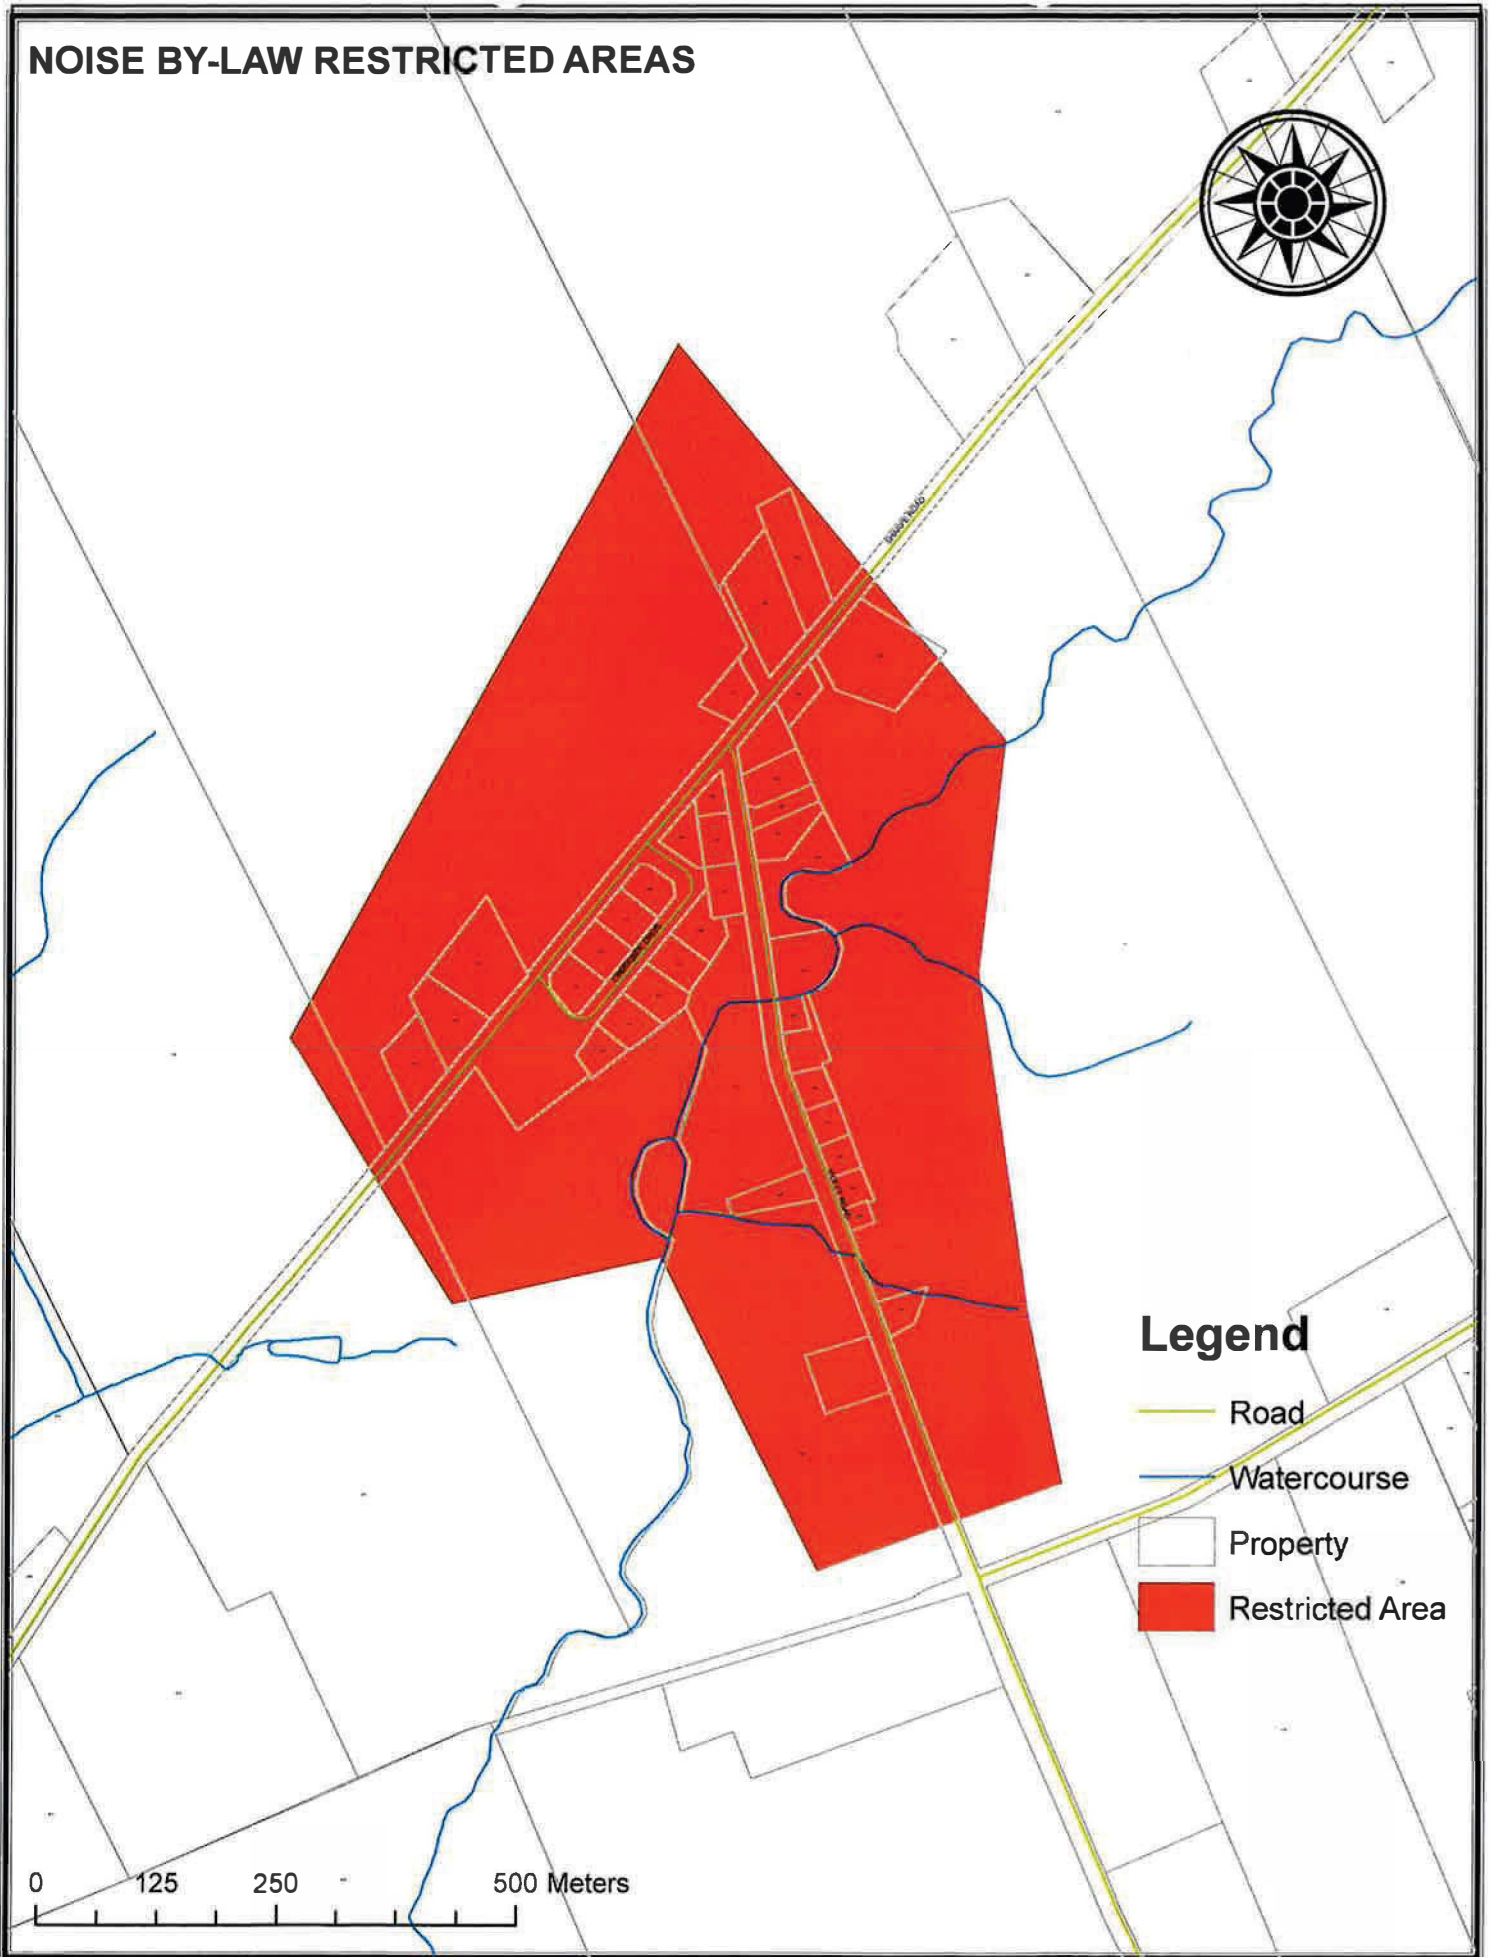 NOISE BY-LAW RESTRICTED AREAS
Legend
Road
Watercourse
Property
Restricted Area
0 125 250 500 Meters